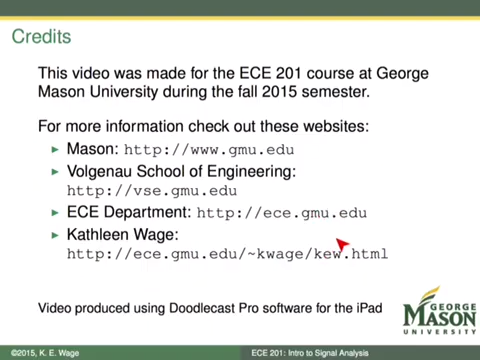 Credits
This video was made for the ECE 201 course at George
Mason University during the fall 2015 semester.
For more information check out these websites:
Mason: http://www.gmu.edu
Volgenau School of Engineering:
http://vse.gmu.edu
ECE Department: http://ece.gmu.edu
Kathleen Wage:
http://ece.gmu.edu/~kwage/kew.html
Video produced using Doodlecast Pro software for the iPad
GEORGE
MASON
UNIVERSITY
©2015, K. E. Wage
ECE 201: Intro to Signal Analysis